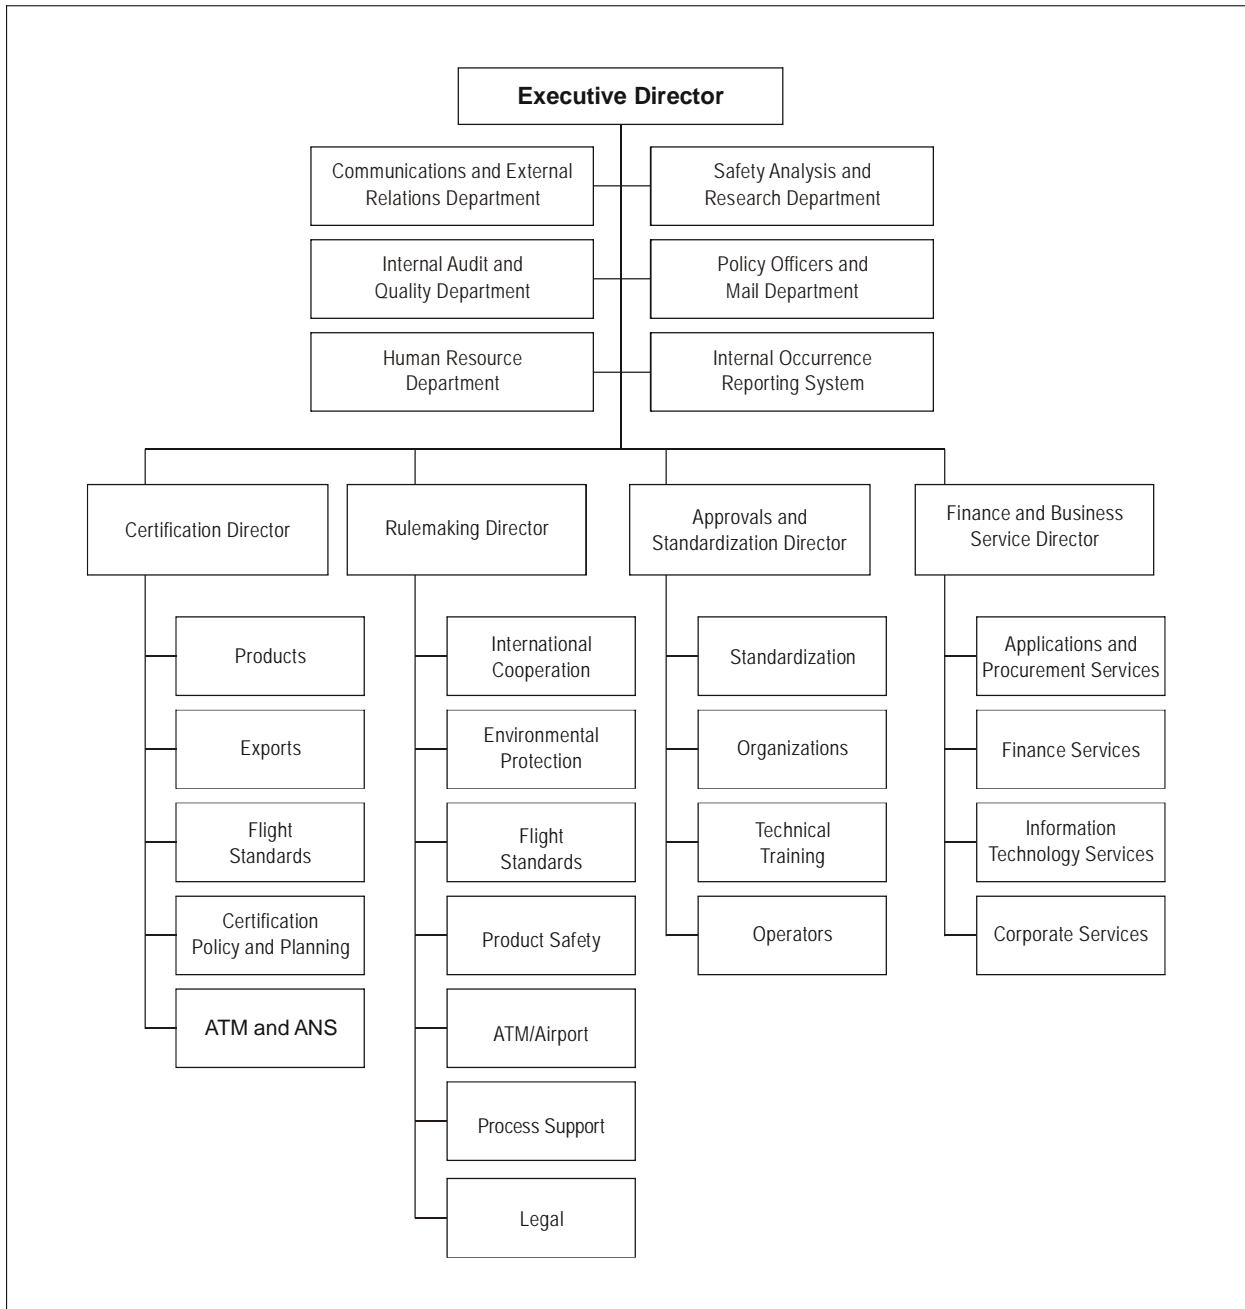 Executive Director
Communications and External
Relations Department
Safety Analysis and
Research Department
Internal Audit and
Quality Department
Policy Officers and
Mail Department
Human Resource
Department
Internal Occurrence
Reporting System
Certification Director
Rulemaking Director
Approvals and
Standardization Director
Finance and Business
Service Director
Products
Exports
Flight
Standards
Certification
Policy and Planning
ATM and ANS
International
Cooperation
Environmental
Protection
Flight
Standards
Product Safety
ATM/Airport
Process Support
Legal
Standardization
Organizations
Technical
Training
Operators
Applications and
Procurement Services
Finance Services
Information
Technology Services
Corporate Services